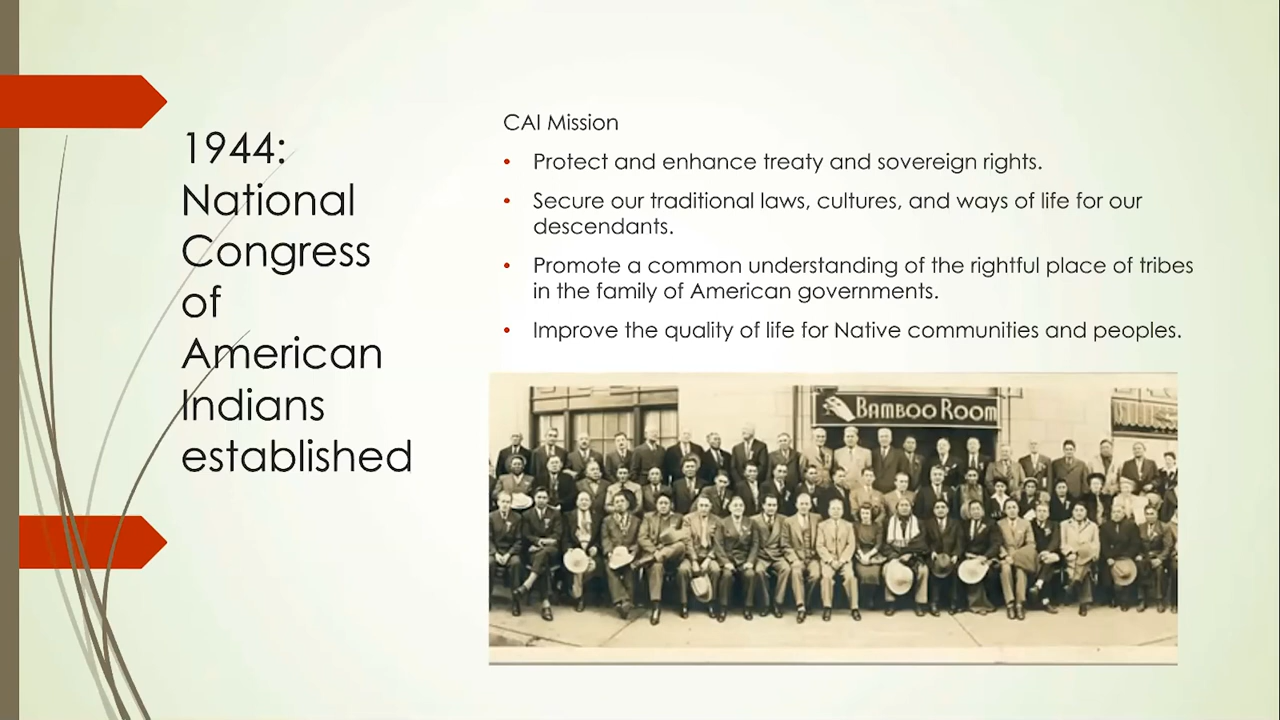 1944:
National
Congress
of
American
Indians
established
CAI Mission
• Protect and enhance treaty and sovereign rights.
• Secure our traditional laws, cultures, and ways of life for our
descendants.
• Promote a common understanding of the rightful place of tribes
in the family of American governments.
• Improve the quality of life for Native communities and peoples.
BAMBOO ROOM